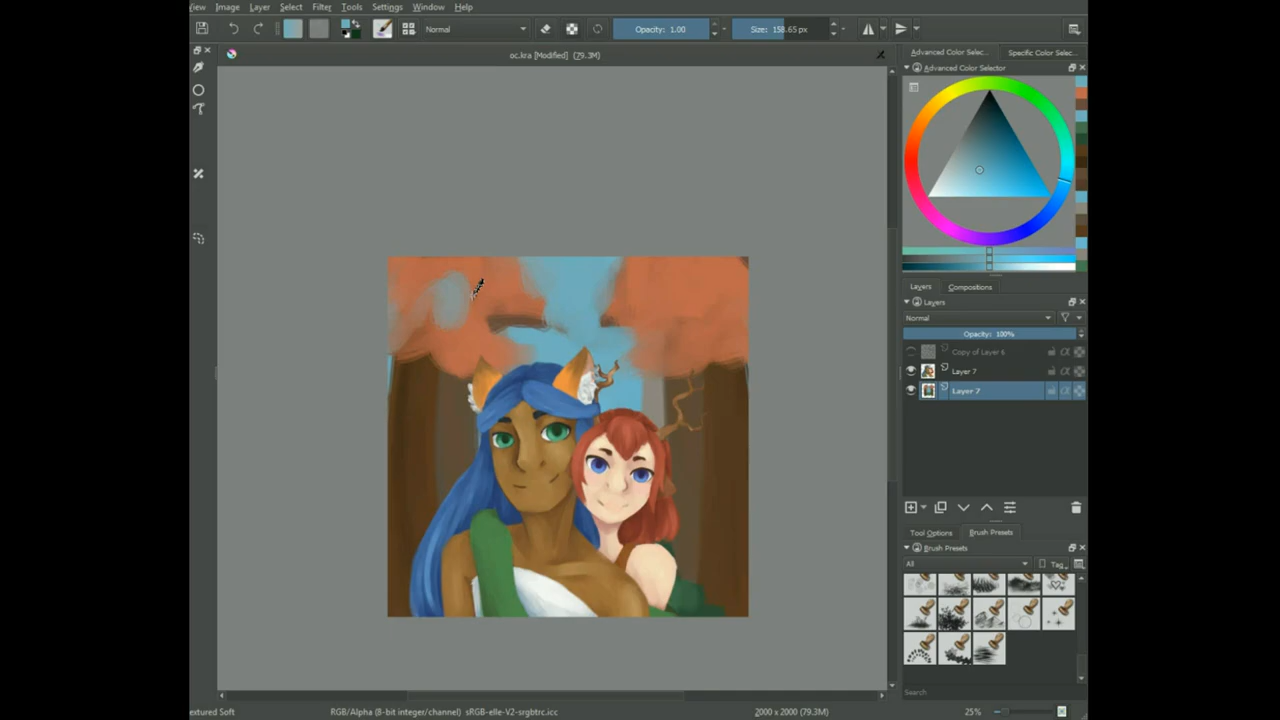 View Image Layer Select Filter Tools Settings Window Help
Normal Opacity: 1.00 Size: 158.65 px
oc.kra [Modified] (79.3M)
Advanced Color Selec... Specific Color Selec...
Advanced Color Selector
Layers Compositions
Layers
Normal
Opacity: 100%
Copy of Layer 6
Layer 7
Layer 7
Tool Options Brush Presets
Brush Presets
All Tag
Search
extured Soft RGB/Alpha (8-bit integer/channel) sRGB-elle-V2-srgbtrc.icc 2000 x 2000 (79.3M) 25%